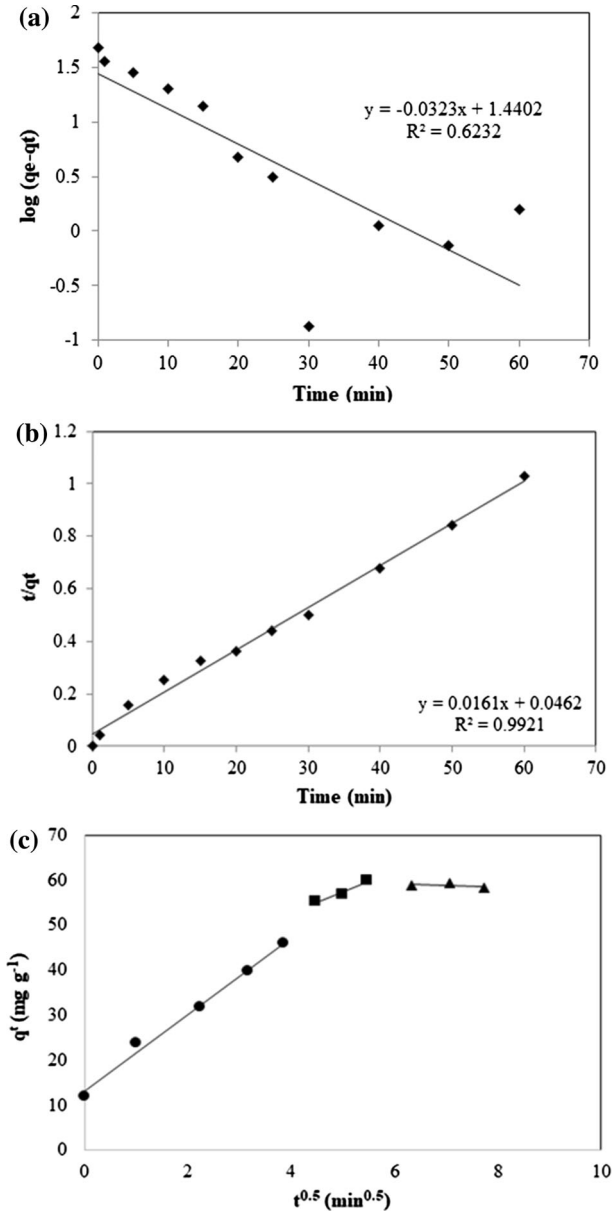 (a)
2
1.5
1
0.5
0
-0.5
-1
log (qe-qt)
y = -0.0323x + 1.4402
R² = 0.6232
0 10 20 30 40 50 60 70
Time (min)
(b)
1.2
1
0.8
0.6
0.4
0.2
0
t/qt
y = 0.0161x + 0.0462
R² = 0.9921
0 10 20 30 40 50 60 70
Time (min)
(c)
70
60
50
40
30
20
10
0
qᵗ (mg g⁻¹)
0 2 4 6 8 10
t⁰·⁵ (min⁰·⁵)